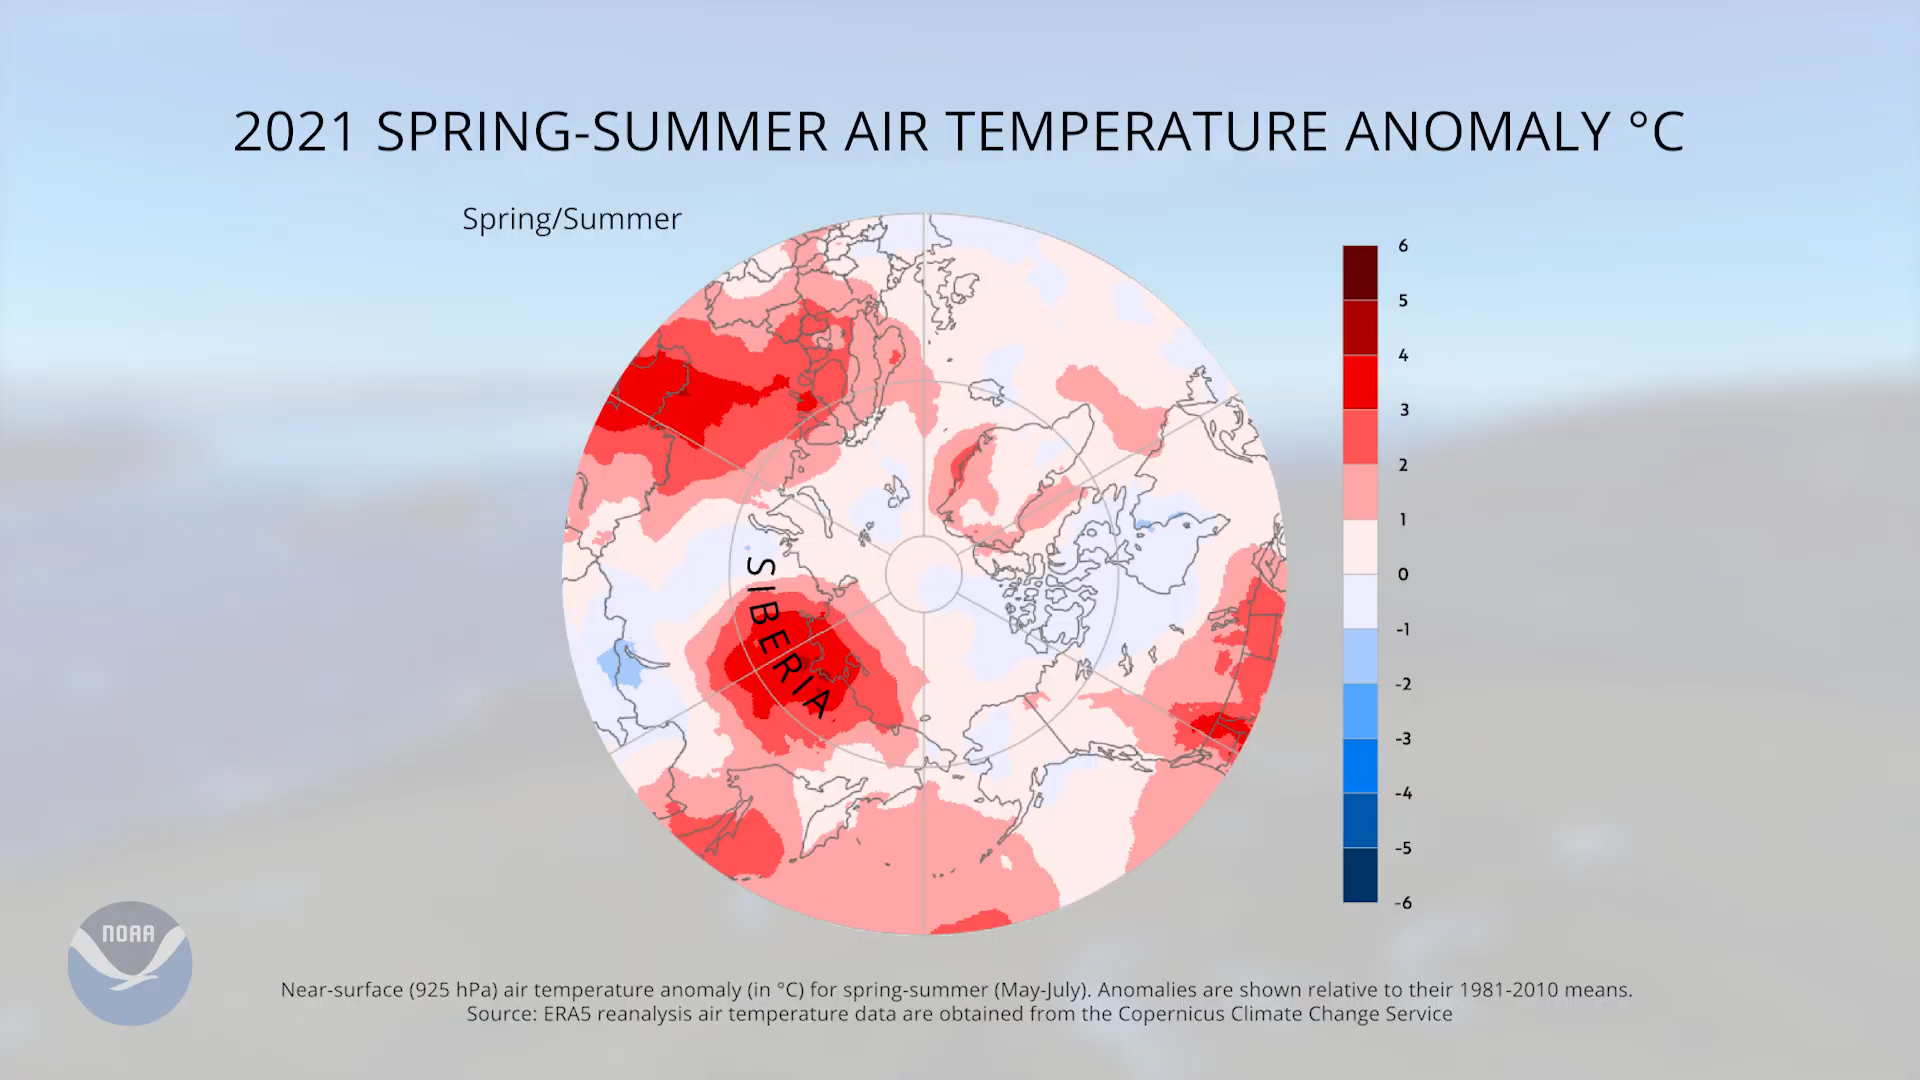 2021 SPRING-SUMMER AIR TEMPERATURE ANOMALY °C
Spring/Summer
6
5
4
3
2
1
0
-1
-2
-3
-4
-5
-6
SIBERIA
NOAA
Near-surface (925 hPa) air temperature anomaly (in °C) for spring-summer (May-July). Anomalies are shown relative to their 1981-2010 means.
Source: ERA5 reanalysis air temperature data are obtained from the Copernicus Climate Change Service